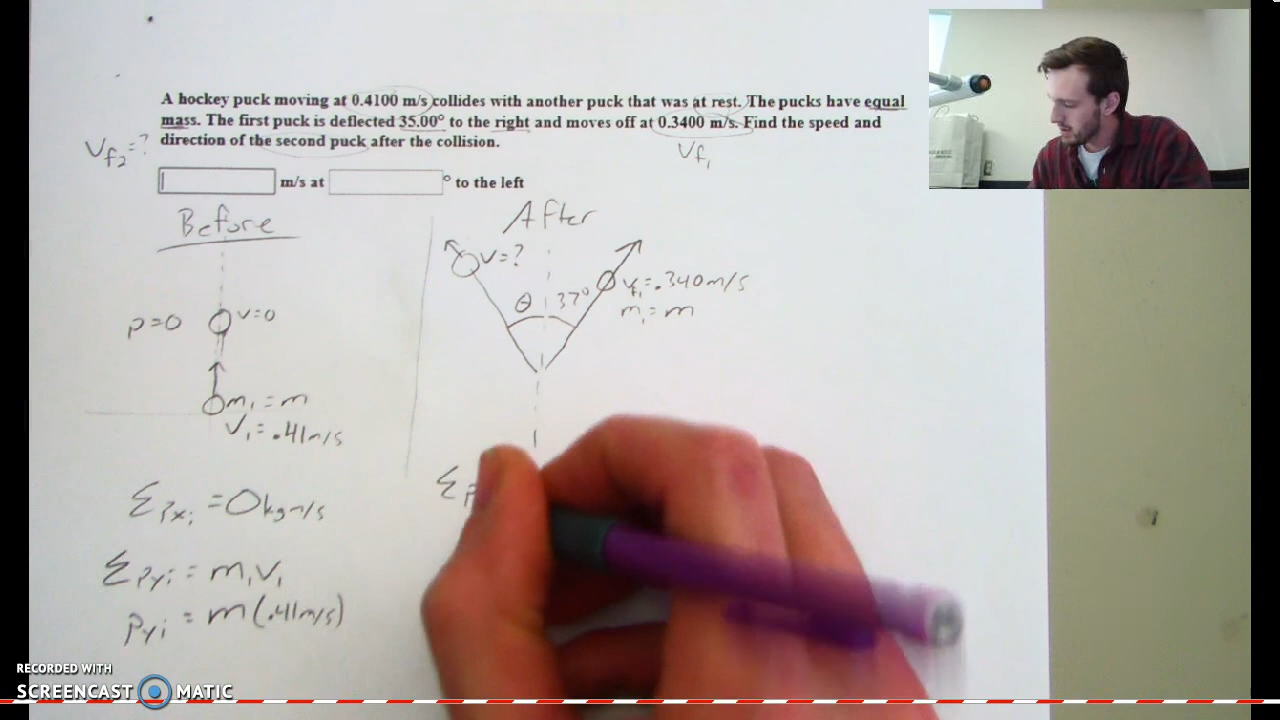 A hockey puck moving at 0.4100 m/s collides with another puck that was at rest. The pucks have equal
mass. The first puck is deflected 35.00° to the right and moves off at 0.3400 m/s. Find the speed and
direction of the second puck after the collision.
Vf₂=?
Vf₁
m/s at ° to the left
Before
p=0
v=0
m₁=m
V₁=.41m/s
After
v=?
θ
37°
vf₁=.340m/s
m₁=m
Σpxi=0kgm/s
Σpyi=m₁v₁
pyi=m(.41m/s)
Σp
RECORDED WITH
SCREENCAST MATIC